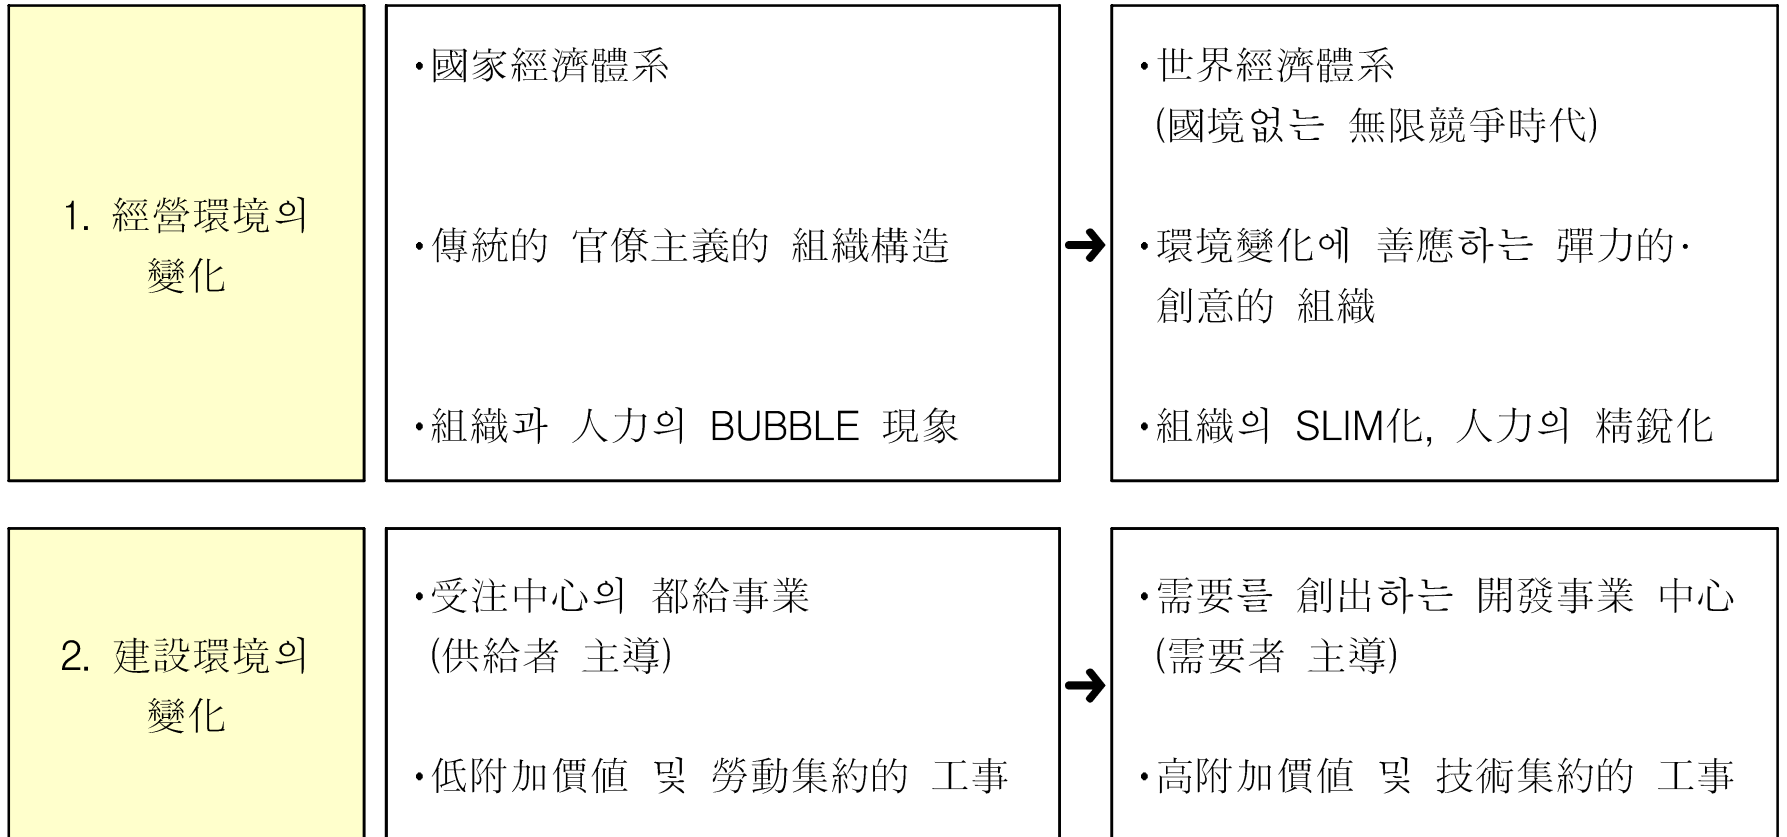 1. 經營環境의
變化
·國家經濟體系
·傳統的 官僚主義的 組織構造
·組織과 人力의 BUBBLE 現象
➜
·世界經濟體系
(國境없는 無限競爭時代)
·環境變化에 善應하는 彈力的·
創意的 組織
·組織의 SLIM化, 人力의 精銳化
2. 建設環境의
變化
·受注中心의 都給事業
(供給者 主導)
·低附加價値 및 勞動集約的 工事
➜
·需要를 創出하는 開發事業 中心
(需要者 主導)
·高附加價値 및 技術集約的 工事